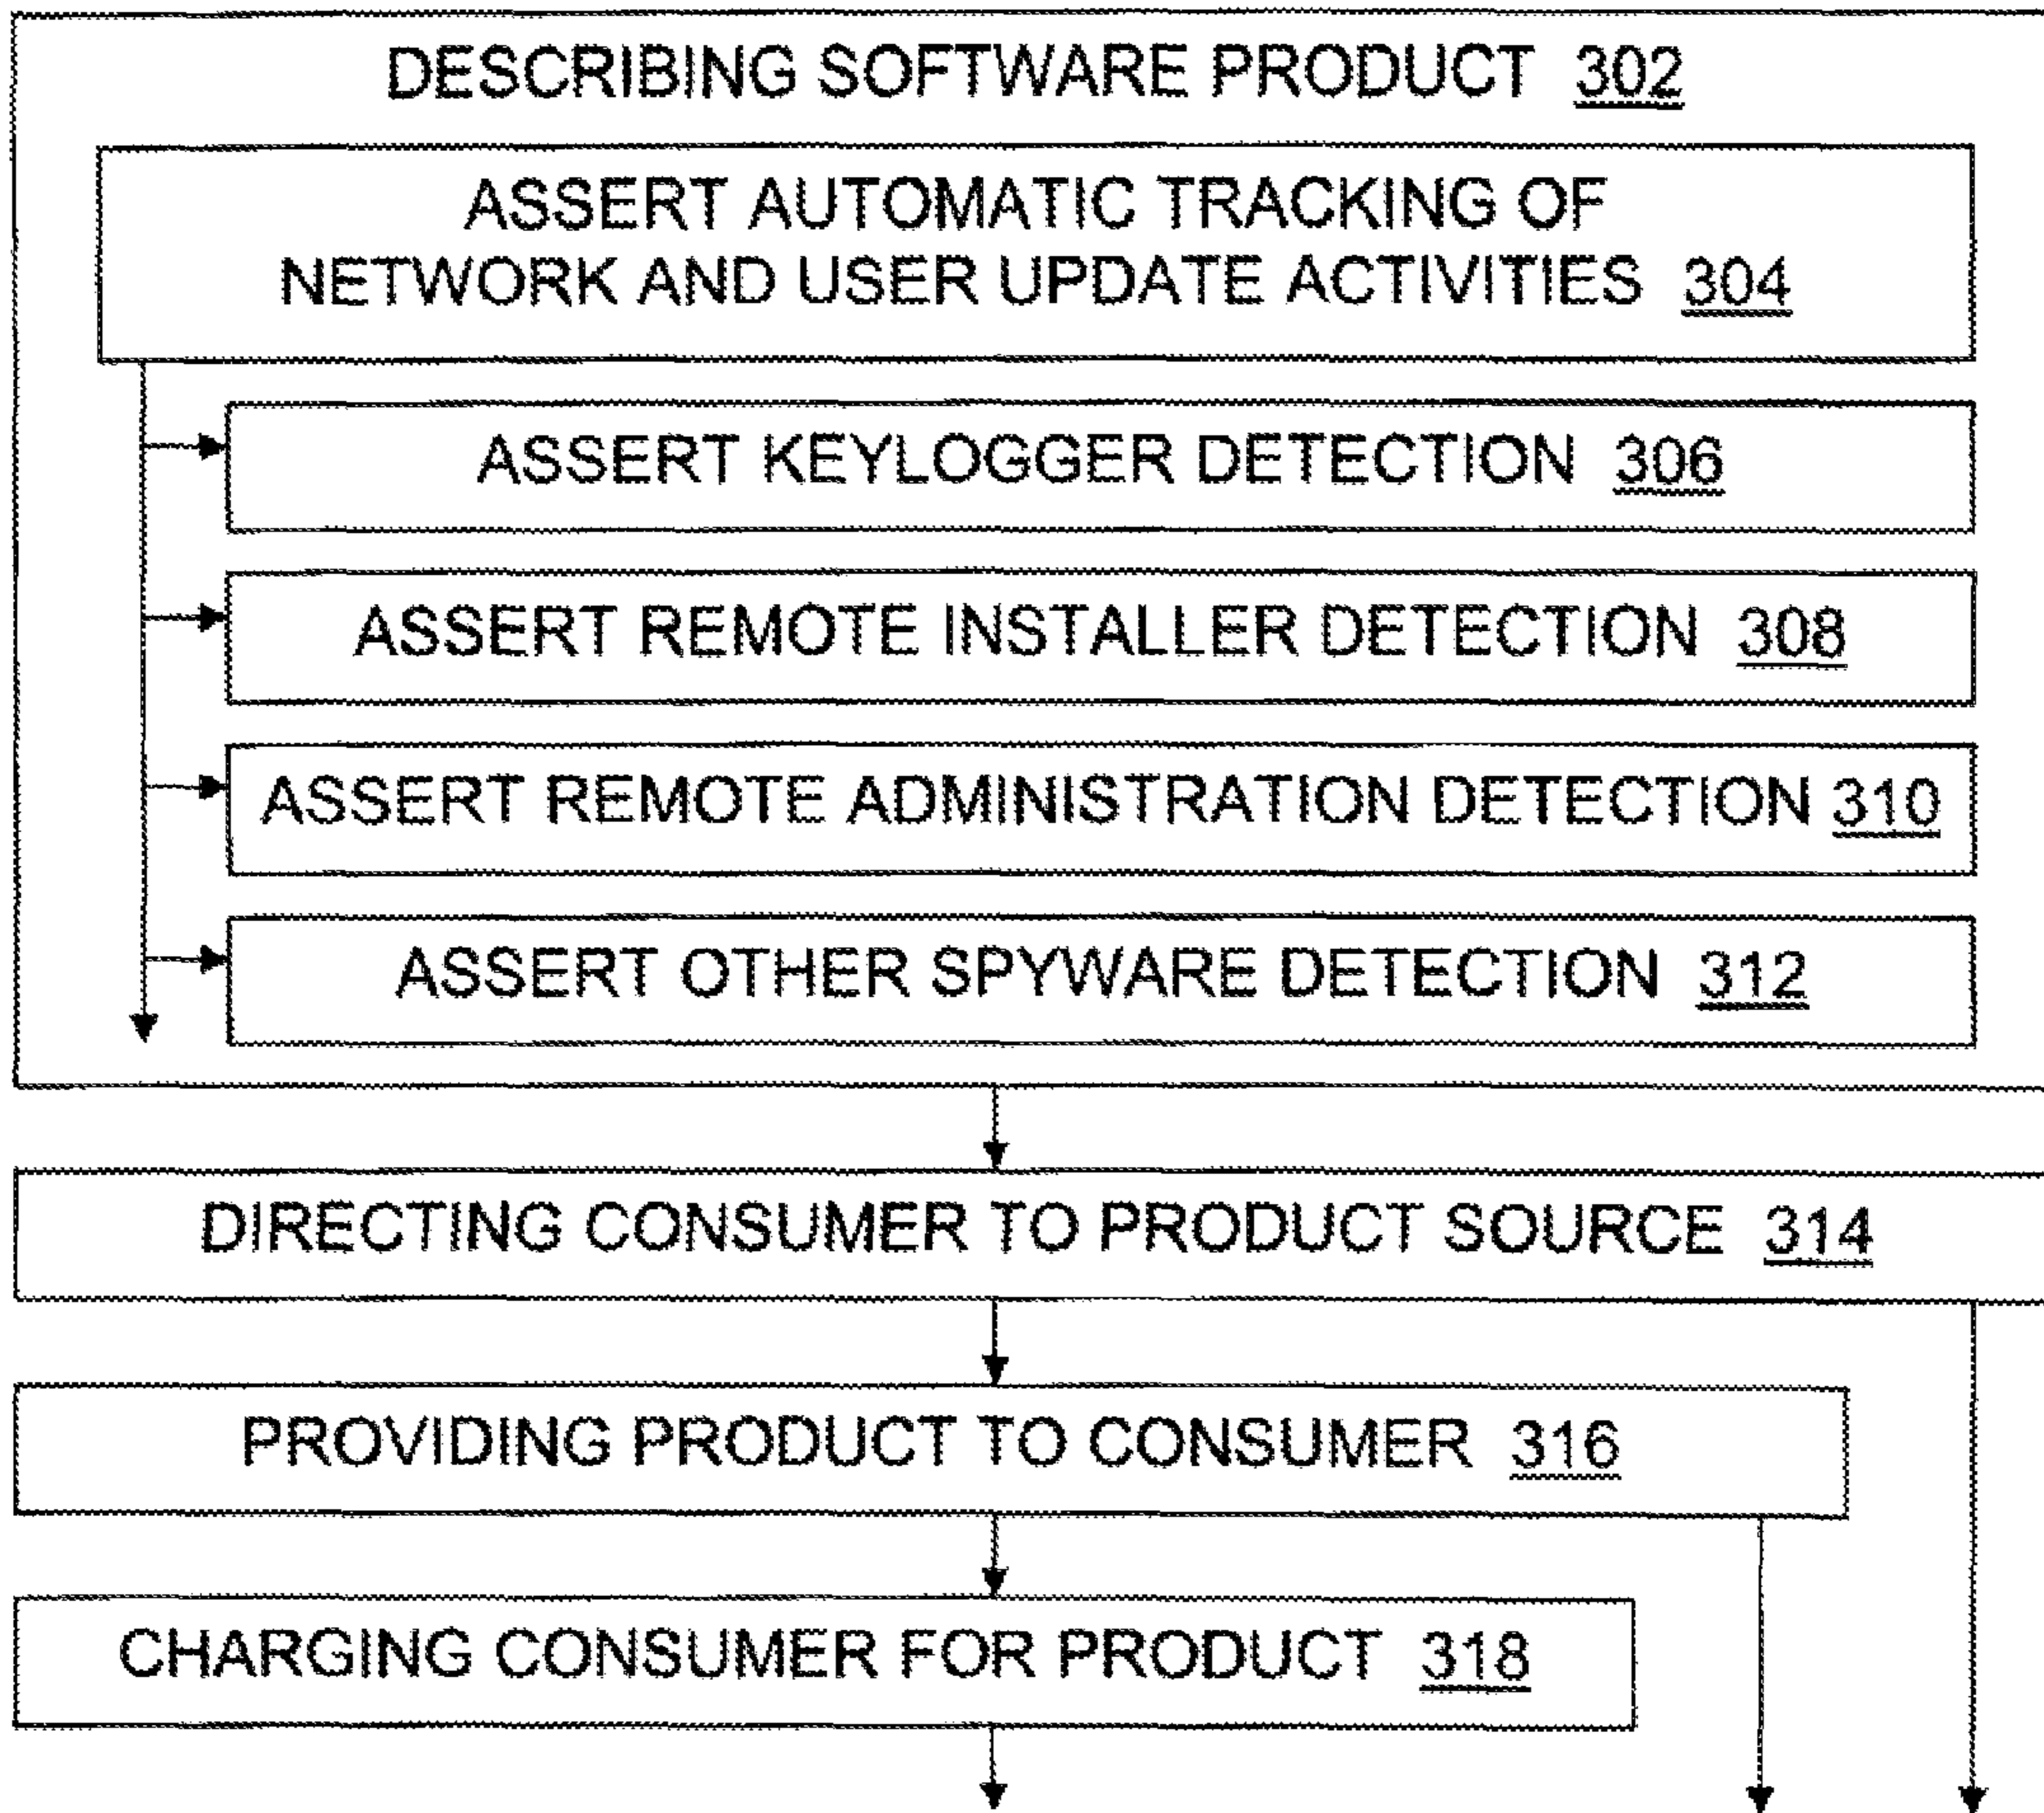 DESCRIBING SOFTWARE PRODUCT 302
ASSERT AUTOMATIC TRACKING OF
NETWORK AND USER UPDATE ACTIVITIES 304
ASSERT KEYLOGGER DETECTION 306
ASSERT REMOTE INSTALLER DETECTION 308
ASSERT REMOTE ADMINISTRATION DETECTION 310
ASSERT OTHER SPYWARE DETECTION 312
DIRECTING CONSUMER TO PRODUCT SOURCE 314
PROVIDING PRODUCT TO CONSUMER 316
CHARGING CONSUMER FOR PRODUCT 318